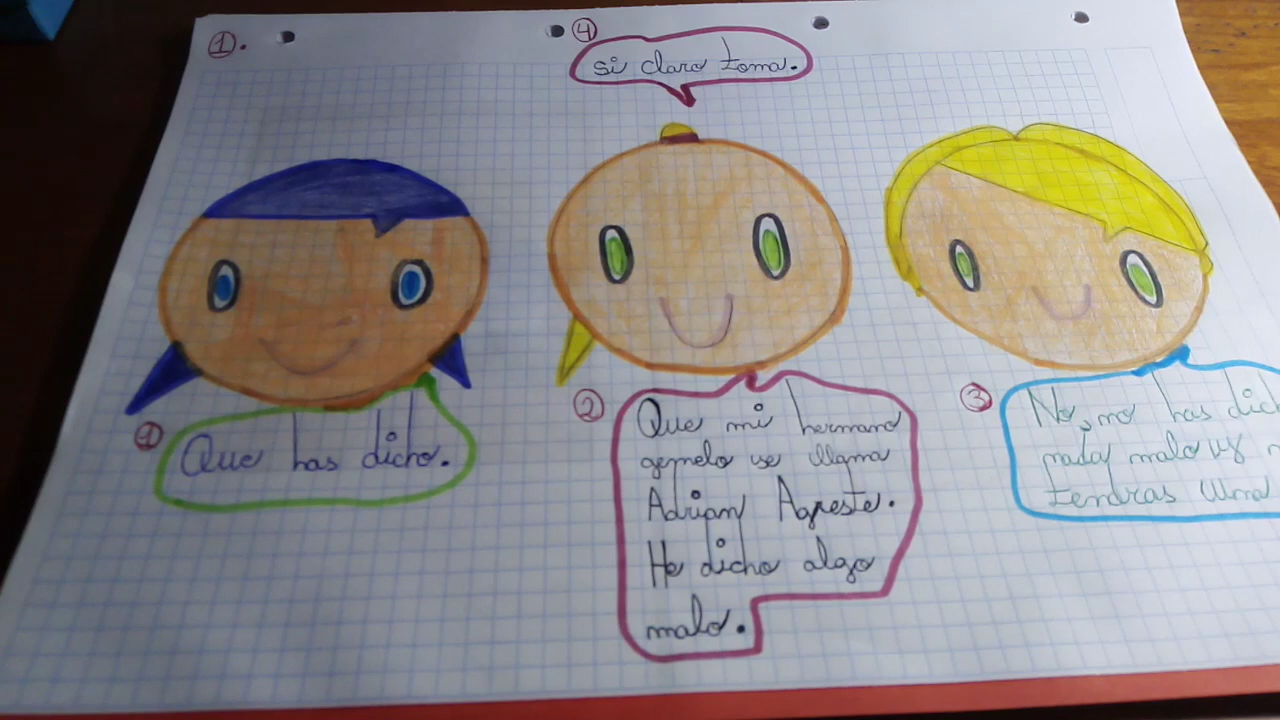 1.
1
Que has dicho.
2
Que mi hermano
gemelo se llama
Adrian Agreste.
He dicho algo
malo.
3
No, no has
nada malo
tendras
4
si claro toma.